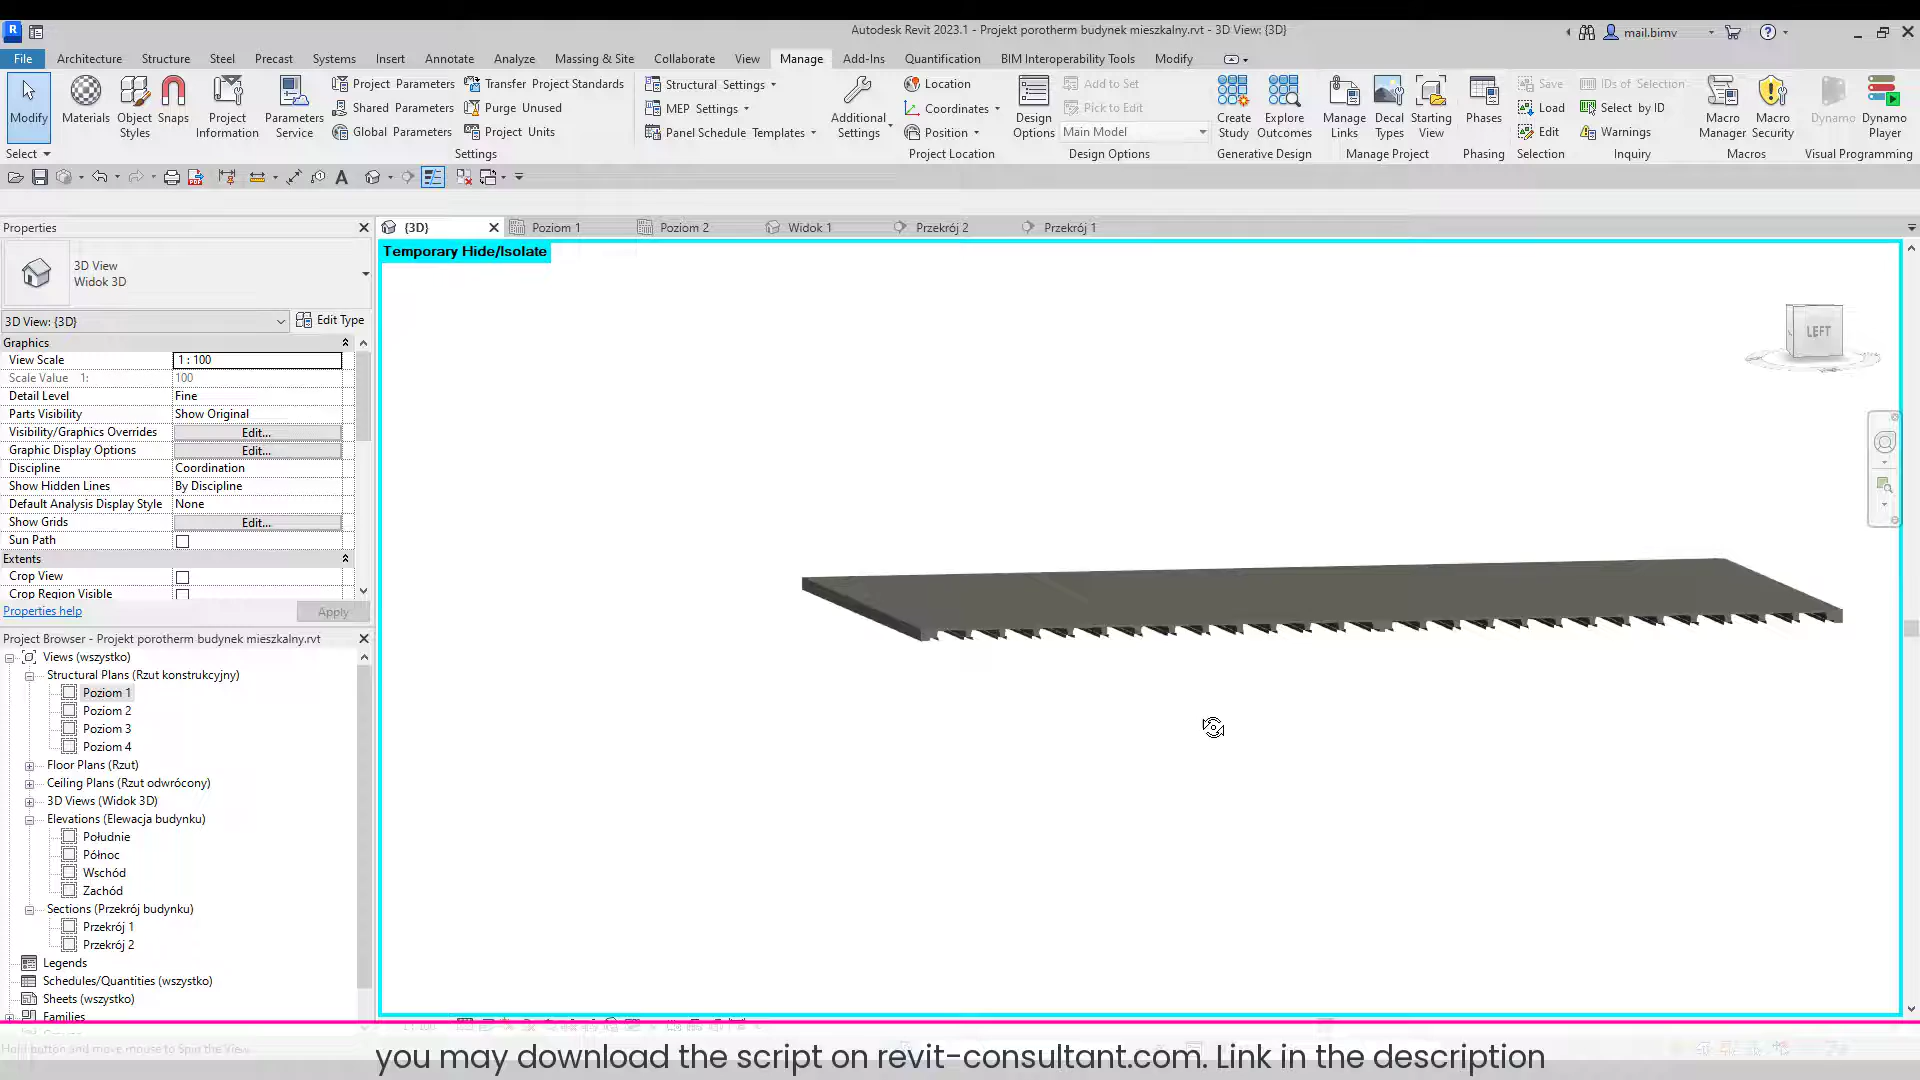 Autodesk Revit 2023.1 - Projekt porotherm budynek mieszkalny.rvt - 3D View: {3D}
mail.bimv
File Architecture Structure Steel Precast Systems Insert Annotate Analyze Massing & Site Collaborate View Manage Add-Ins Quantification BIM Interoperability Tools Modify
Modify
Materials
Object Styles
Snaps
Project Information
Parameters Service
Project Parameters
Shared Parameters
Global Parameters
Transfer Project Standards
Purge Unused
Project Units
Structural Settings
MEP Settings
Panel Schedule Templates
Additional Settings
Location
Coordinates
Position
Design Options
Add to Set
Pick to Edit
Main Model
Create Study
Explore Outcomes
Manage Links
Decal Types
Starting View
Phases
Save
Load
Edit
IDs of Selection
Select by ID
Warnings
Macro Manager
Macro Security
Dynamo
Dynamo Player
Select
Settings
Project Location
Design Options
Generative Design
Manage Project
Phasing
Selection
Inquiry
Macros
Visual Programming
Properties
3D View
Widok 3D
3D View: {3D}
Edit Type
Graphics
View Scale 1 : 100
Scale Value 1: 100
Detail Level Fine
Parts Visibility Show Original
Visibility/Graphics Overrides Edit...
Graphic Display Options Edit...
Discipline Coordination
Show Hidden Lines By Discipline
Default Analysis Display Style None
Show Grids Edit...
Sun Path
Extents
Crop View
Crop Region Visible
Properties help
Apply
Project Browser - Projekt porotherm budynek mieszkalny.rvt
Views (wszystko)
Structural Plans (Rzut konstrukcyjny)
Poziom 1
Poziom 2
Poziom 3
Poziom 4
Floor Plans (Rzut)
Ceiling Plans (Rzut odwrócony)
3D Views (Widok 3D)
Elevations (Elewacja budynku)
Południe
Północ
Wschód
Zachód
Sections (Przekrój budynku)
Przekrój 1
Przekrój 2
Legends
Schedules/Quantities (wszystko)
Sheets (wszystko)
Families
{3D}
Poziom 1
Poziom 2
Widok 1
Przekrój 2
Przekrój 1
Temporary Hide/Isolate
LEFT
you may download the script on revit-consultant.com. Link in the description